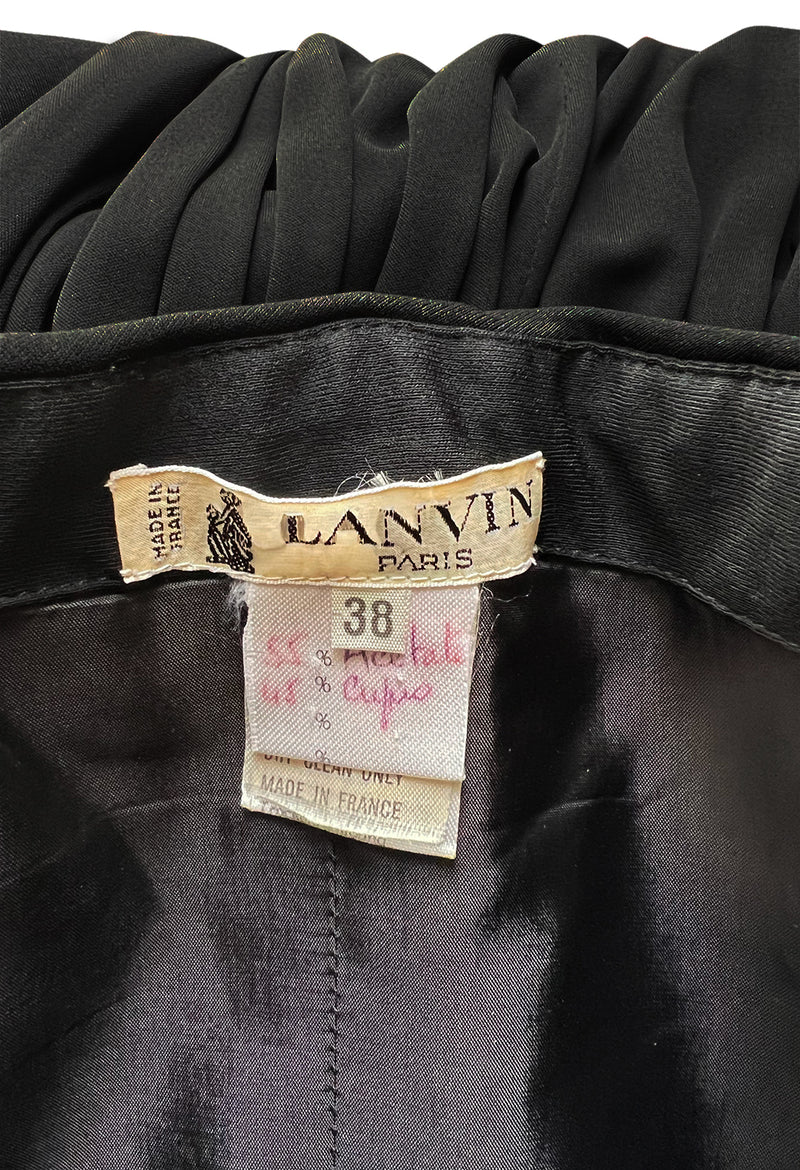 MADE IN
FRANCE
LANVIN
PARIS
38
55 % Acetate
45 % Cupro
%
%
DRY CLEAN ONLY
MADE IN FRANCE